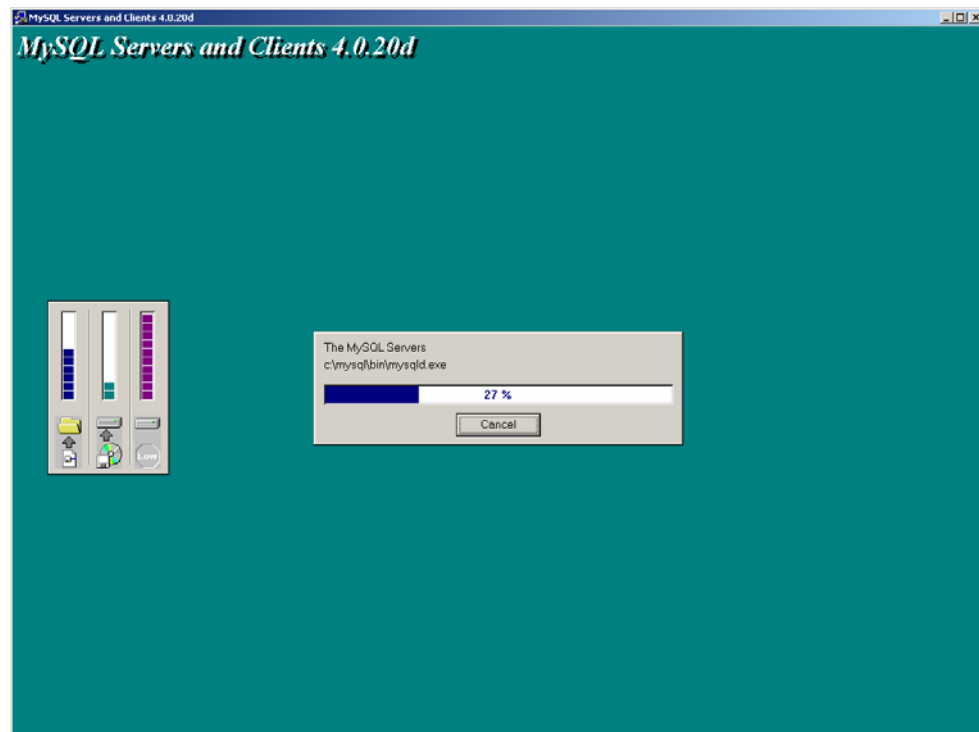 MySQL Servers and Clients 4.0.20d
MySQL Servers and Clients 4.0.20d
The MySQL Servers
c:\mysql\bin\mysqld.exe
27 %
Cancel
Low